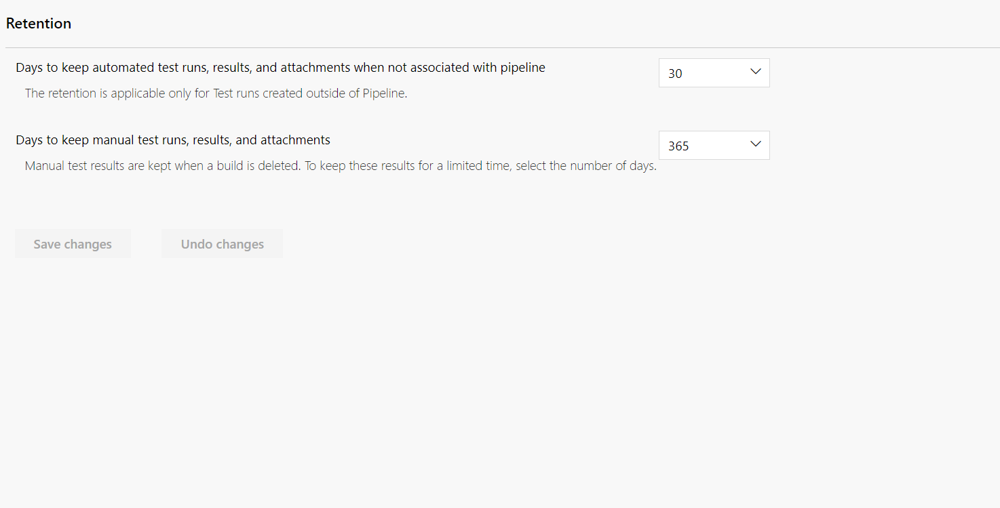 Retention
Days to keep automated test runs, results, and attachments when not associated with pipeline
30
The retention is applicable only for Test runs created outside of Pipeline.
Days to keep manual test runs, results, and attachments
365
Manual test results are kept when a build is deleted. To keep these results for a limited time, select the number of days.
Save changes
Undo changes